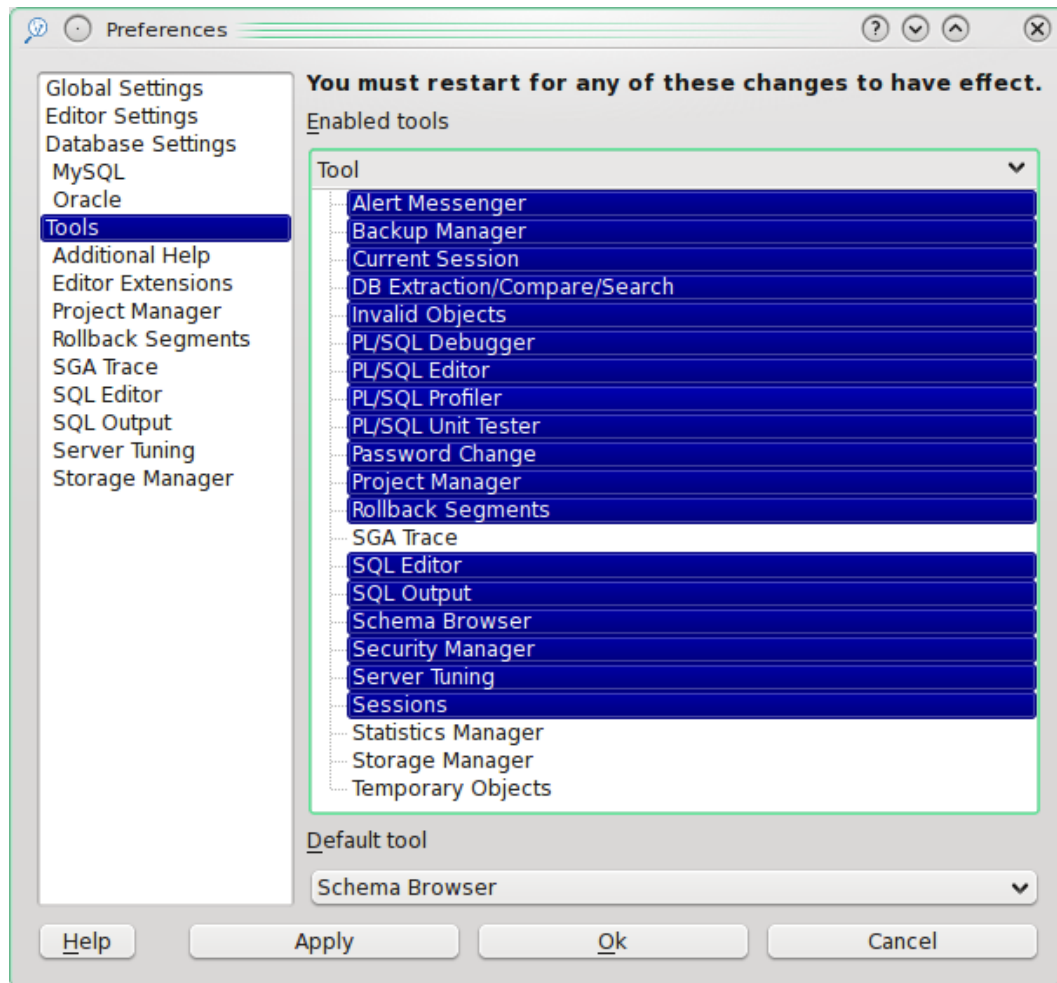 Preferences
Global Settings
Editor Settings
Database Settings
MySQL
Oracle
Tools
Additional Help
Editor Extensions
Project Manager
Rollback Segments
SGA Trace
SQL Editor
SQL Output
Server Tuning
Storage Manager
You must restart for any of these changes to have effect.
Enabled tools
Tool
Alert Messenger
Backup Manager
Current Session
DB Extraction/Compare/Search
Invalid Objects
PL/SQL Debugger
PL/SQL Editor
PL/SQL Profiler
PL/SQL Unit Tester
Password Change
Project Manager
Rollback Segments
SGA Trace
SQL Editor
SQL Output
Schema Browser
Security Manager
Server Tuning
Sessions
Statistics Manager
Storage Manager
Temporary Objects
Default tool
Schema Browser
Help Apply Ok Cancel